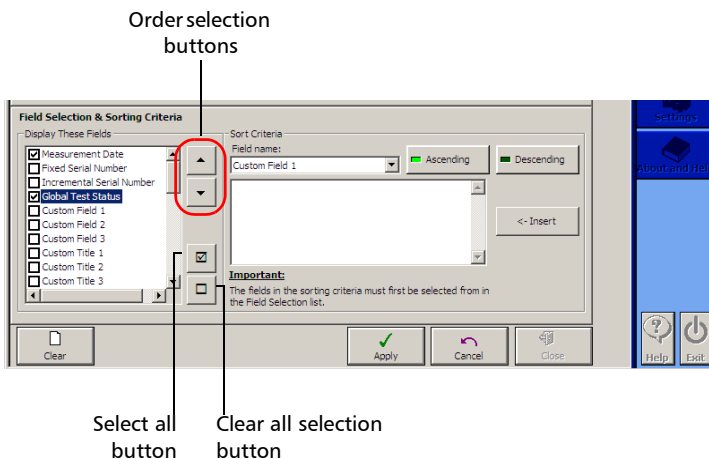 Order selection
buttons
Field Selection & Sorting Criteria
Display These Fields
Measurement Date
Fixed Serial Number
Incremental Serial Number
Global Test Status
Custom Field 1
Custom Field 2
Custom Field 3
Custom Title 1
Custom Title 2
Custom Title 3
Sort Criteria
Field name:
Custom Field 1
Ascending
Descending
<- Insert
Important:
The fields in the sorting criteria must first be selected from in
the Field Selection list.
Clear
Apply
Cancel
Close
Settings
About and Hel
Help
Exit
Select all
button
Clear all selection
button